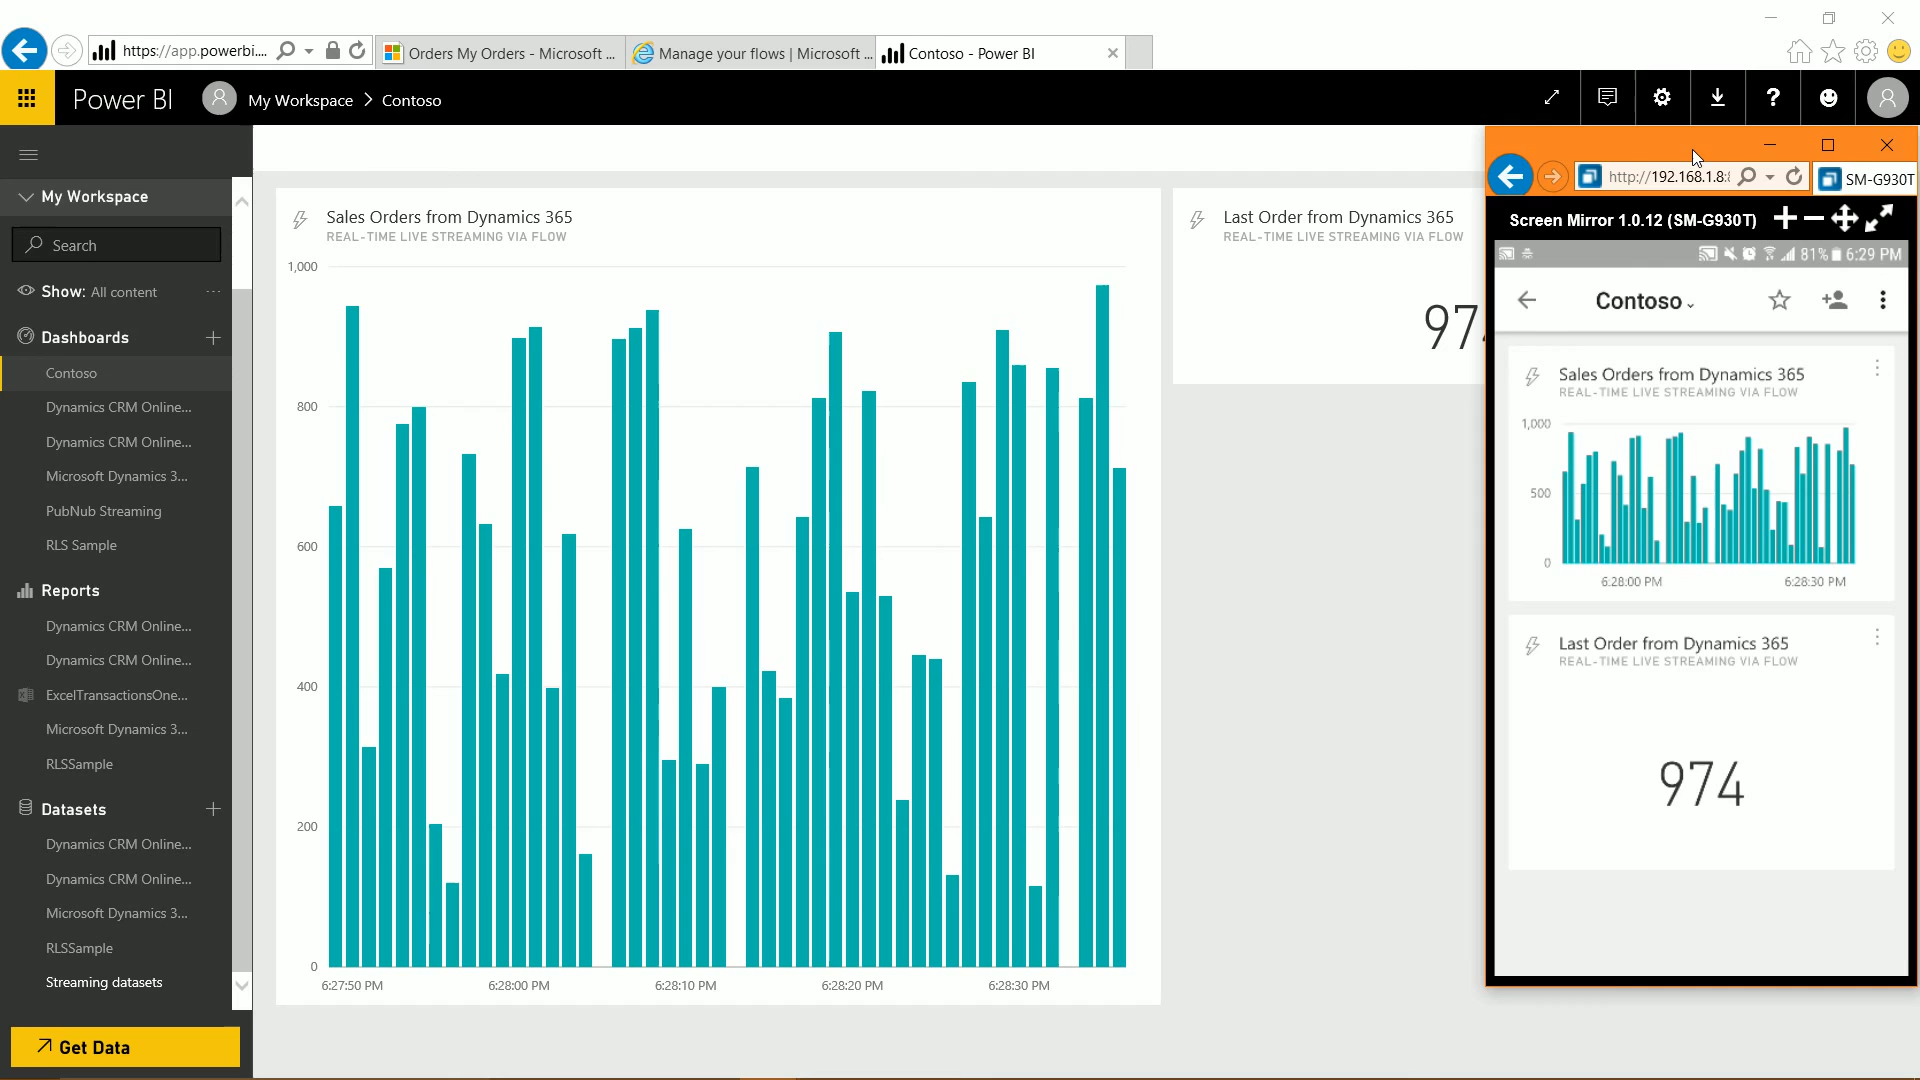 https://app.powerbi....
Orders My Orders - Microsoft ...
Manage your flows | Microsoft ...
Contoso - Power BI
Power BI
My Workspace > Contoso
My Workspace
Search
Show: All content
Dashboards
Contoso
Dynamics CRM Online...
Dynamics CRM Online...
Microsoft Dynamics 3...
PubNub Streaming
RLS Sample
Reports
Dynamics CRM Online...
Dynamics CRM Online...
ExcelTransactionsOne...
Microsoft Dynamics 3...
RLSSample
Datasets
Dynamics CRM Online...
Dynamics CRM Online...
Microsoft Dynamics 3...
RLSSample
Streaming datasets
Get Data
Sales Orders from Dynamics 365
REAL-TIME LIVE STREAMING VIA FLOW
1,000
800
600
400
200
0
6:27:50 PM
6:28:00 PM
6:28:10 PM
6:28:20 PM
6:28:30 PM
Last Order from Dynamics 365
REAL-TIME LIVE STREAMING VIA FLOW
97
http://192.168.1.8:
SM-G930T
Screen Mirror 1.0.12 (SM-G930T)
81% 6:29 PM
Contoso
Sales Orders from Dynamics 365
REAL-TIME LIVE STREAMING VIA FLOW
1,000
500
0
6:28:00 PM
6:28:30 PM
Last Order from Dynamics 365
REAL-TIME LIVE STREAMING VIA FLOW
974